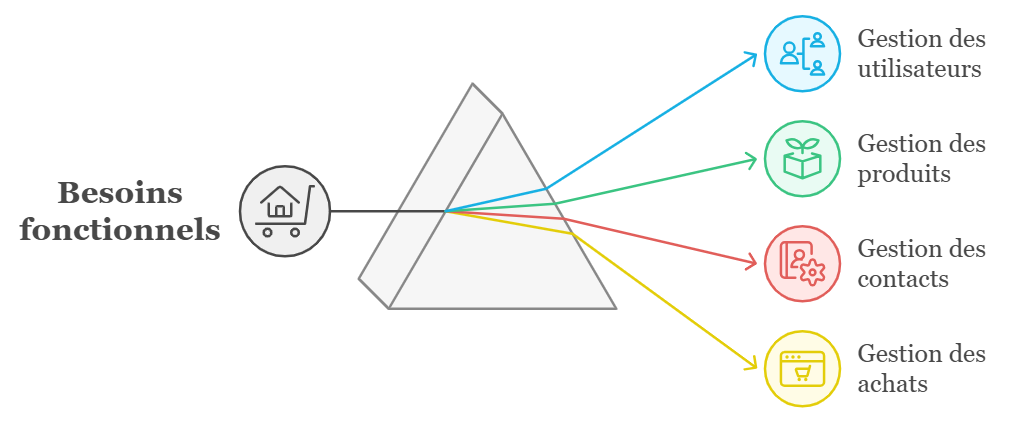 Besoins
fonctionnels
Gestion des
utilisateurs
Gestion des
produits
Gestion des
contacts
Gestion des
achats